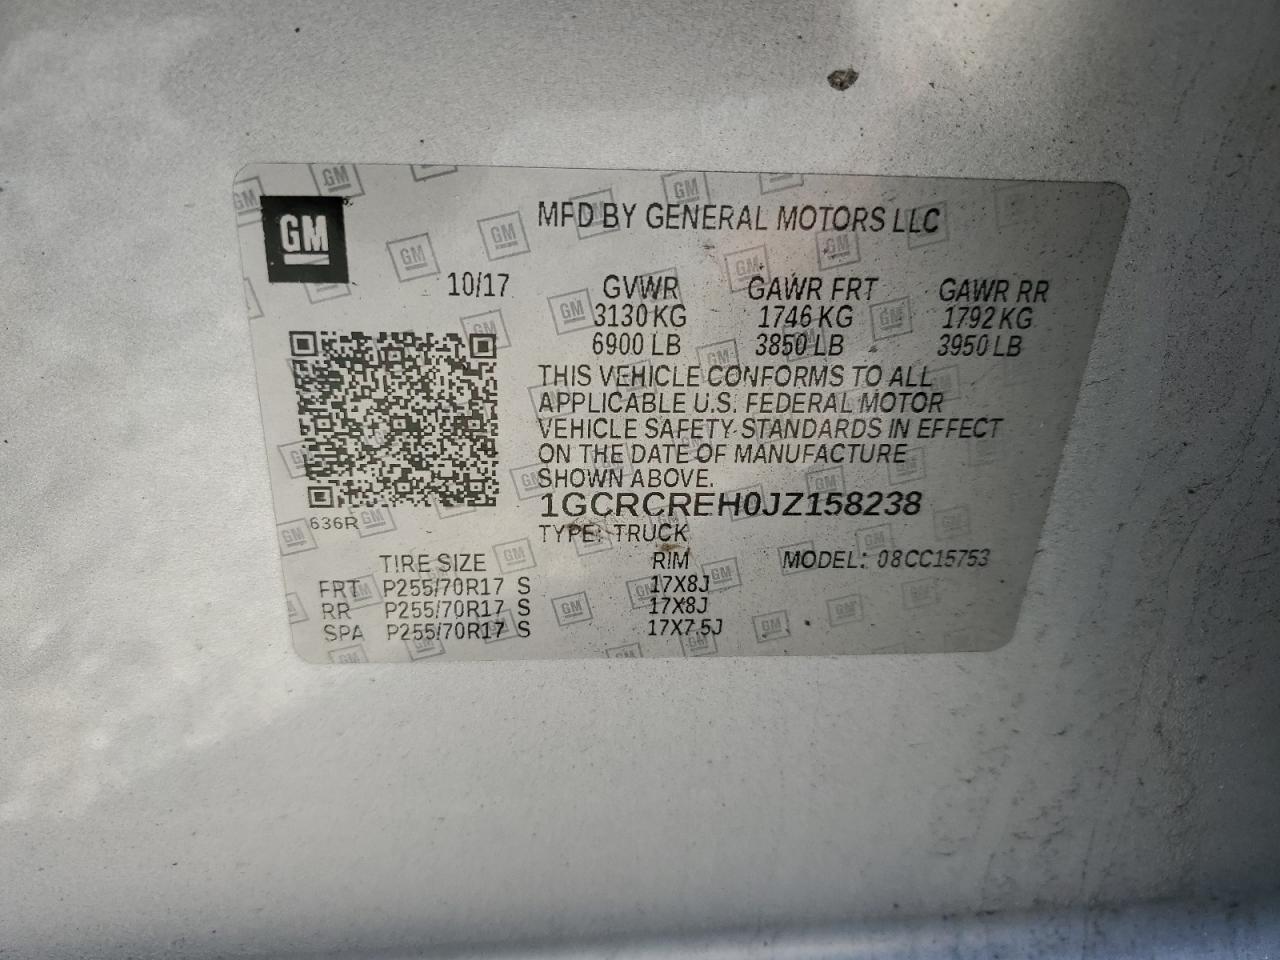 GM
MFD BY GENERAL MOTORS LLC
10/17 GVWR GAWR FRT GAWR RR
3130 KG 1746 KG 1792 KG
6900 LB 3850 LB 3950 LB
THIS VEHICLE CONFORMS TO ALL
APPLICABLE U.S. FEDERAL MOTOR
VEHICLE SAFETY STANDARDS IN EFFECT
ON THE DATE OF MANUFACTURE
SHOWN ABOVE.
1GCRCREH0JZ158238
636R
TYPE: TRUCK
TIRE SIZE RIM MODEL: 08CC15753
FRT P255/70R17 S 17X8J
RR P255/70R17 S 17X8J
SPA P255/70R17 S 17X7.5J